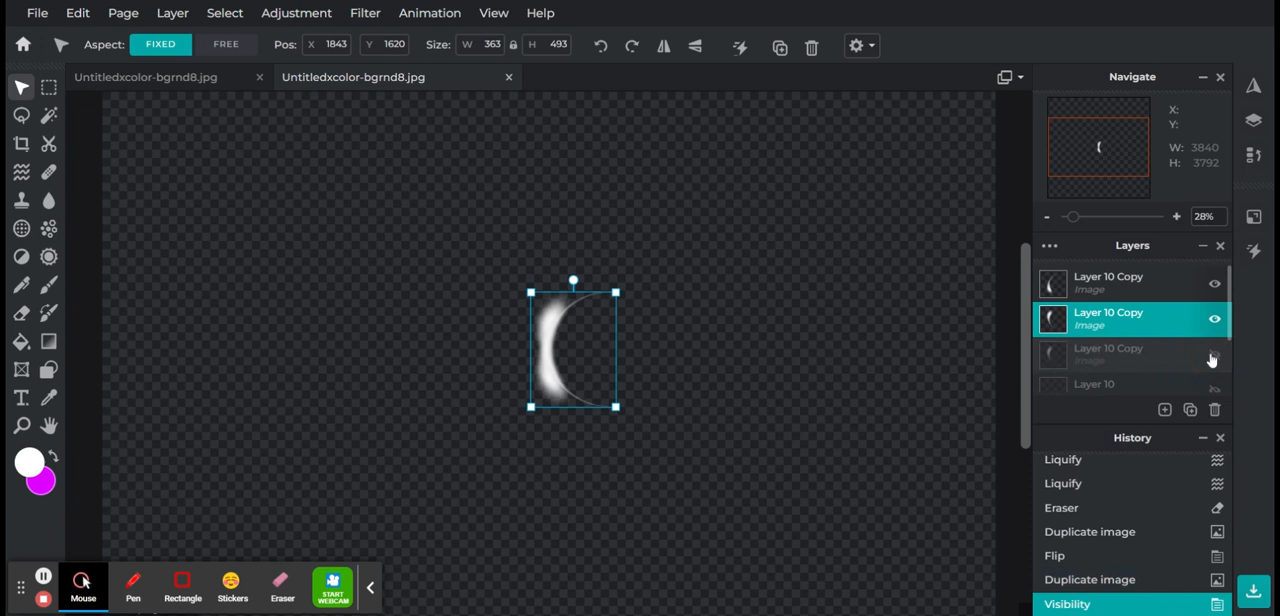 File Edit Page Layer Select Adjustment Filter Animation View Help
Aspect: FIXED FREE Pos: X 1843 Y 1620 Size: W 363 H 493
Untitledxcolor-bgrnd8.jpg × Untitledxcolor-bgrnd8.jpg ×
Navigate
X:
Y:
W: 3840
H: 3792
- + 28%
Layers
Layer 10 Copy
Image
Layer 10 Copy
Image
Layer 10 Copy
Image
Layer 10
History
Liquify
Liquify
Eraser
Duplicate image
Flip
Duplicate image
Visibility
Mouse Pen Rectangle Stickers Eraser START WEBCAM